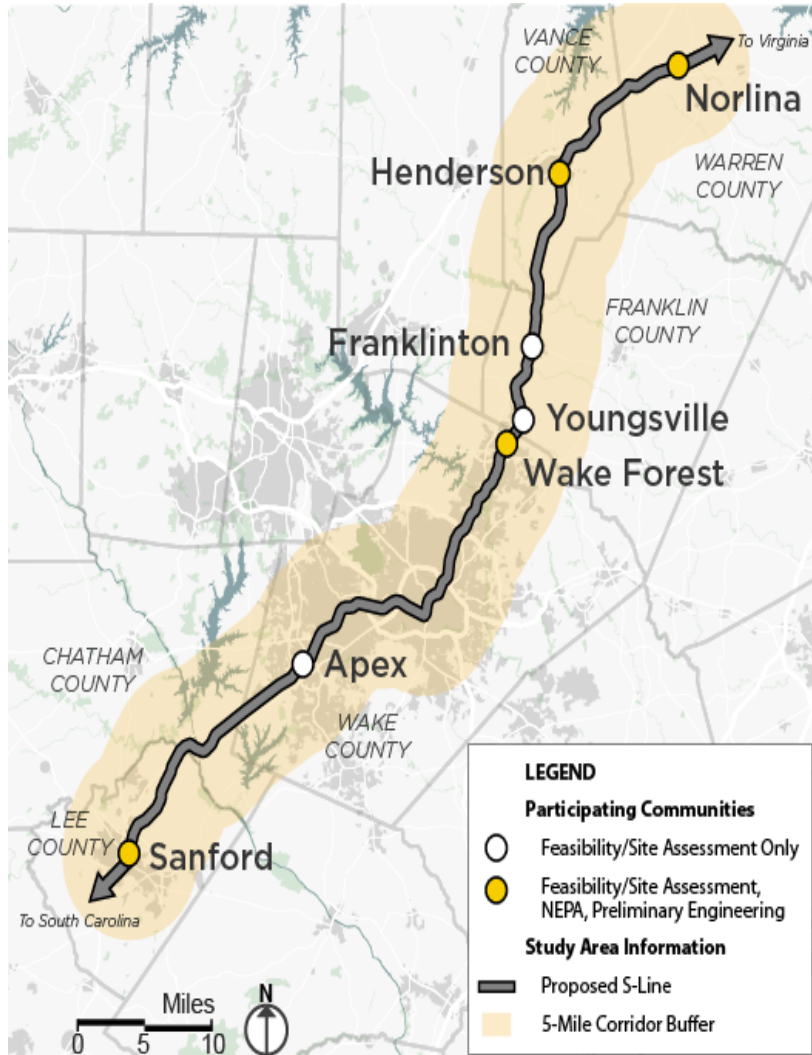 VANCE
COUNTY
To Virginia
Norlina
Henderson
WARREN
COUNTY
FRANKLIN
COUNTY
Franklinton
Youngsville
Wake Forest
CHATHAM
COUNTY
Apex
WAKE
COUNTY
LEE
COUNTY
Sanford
To South Carolina
Miles
0 5 10
N
LEGEND
Participating Communities
Feasibility/Site Assessment Only
Feasibility/Site Assessment,
NEPA, Preliminary Engineering
Study Area Information
Proposed S-Line
5-Mile Corridor Buffer